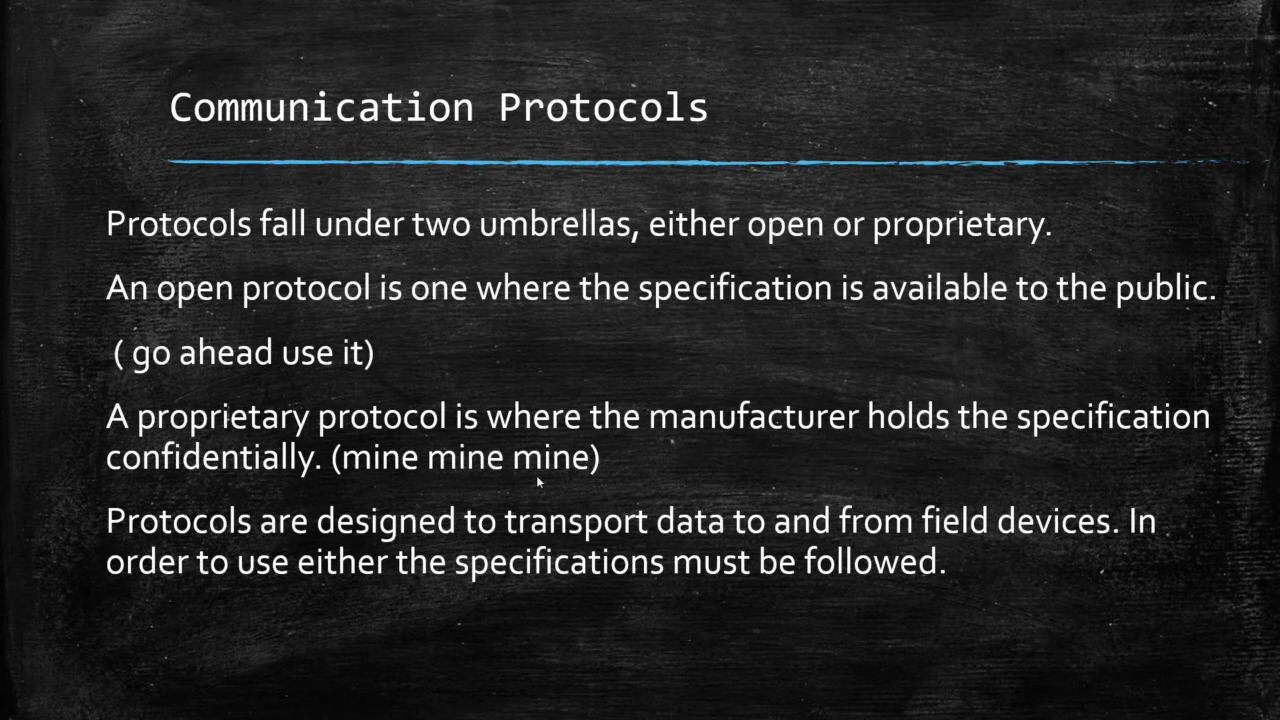 Communication Protocols
Protocols fall under two umbrellas, either open or proprietary.
An open protocol is one where the specification is available to the public.
( go ahead use it)
A proprietary protocol is where the manufacturer holds the specification
confidentially. (mine mine mine)
Protocols are designed to transport data to and from field devices. In
order to use either the specifications must be followed.